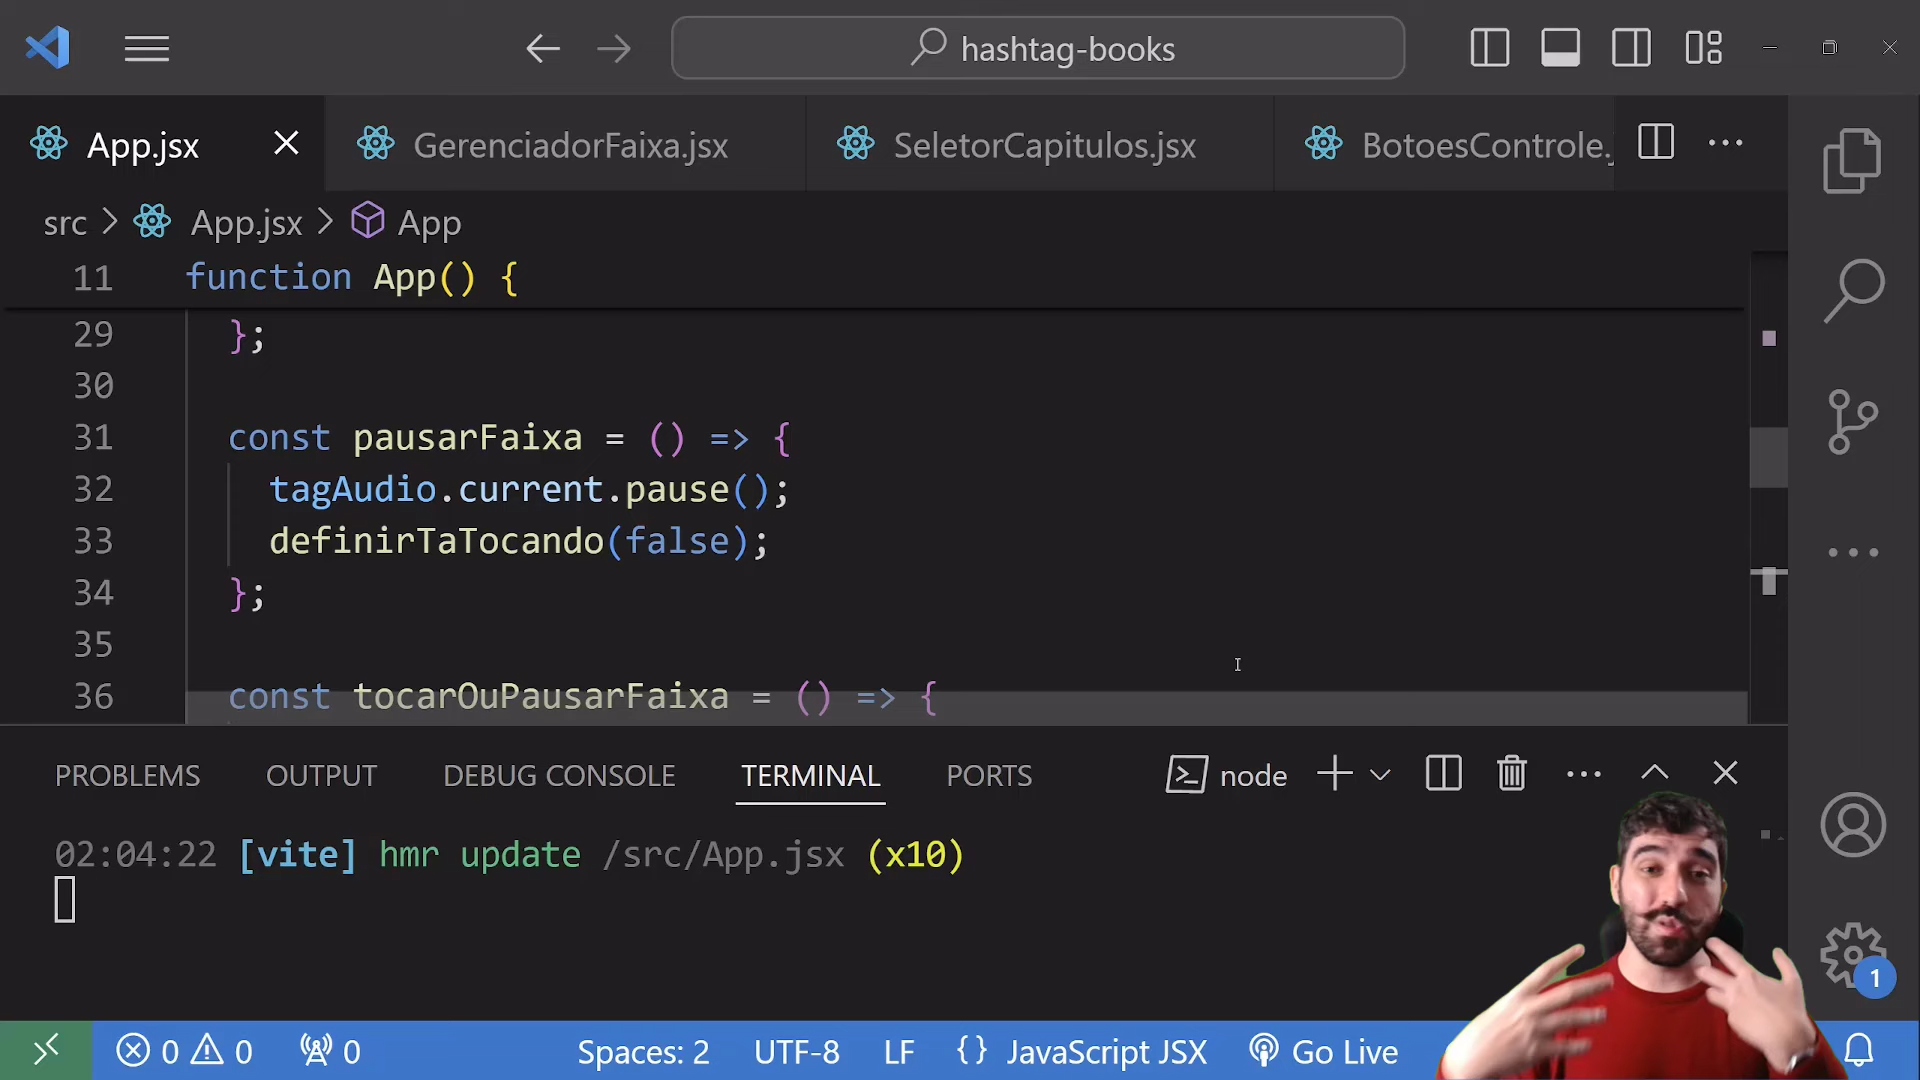 hashtag-books
App.jsx
GerenciadorFaixa.jsx
SeletorCapitulos.jsx
BotoesControle.j
src > App.jsx > App
11 function App() {
29 };
30
31 const pausarFaixa = () => {
32 tagAudio.current.pause();
33 definirTaTocando(false);
34 };
35
36 const tocarOuPausarFaixa = () => {
PROBLEMS OUTPUT DEBUG CONSOLE TERMINAL PORTS node
02:04:22 [vite] hmr update /src/App.jsx (x10)
1
0 0 0 Spaces: 2 UTF-8 LF {} JavaScript JSX Go Live